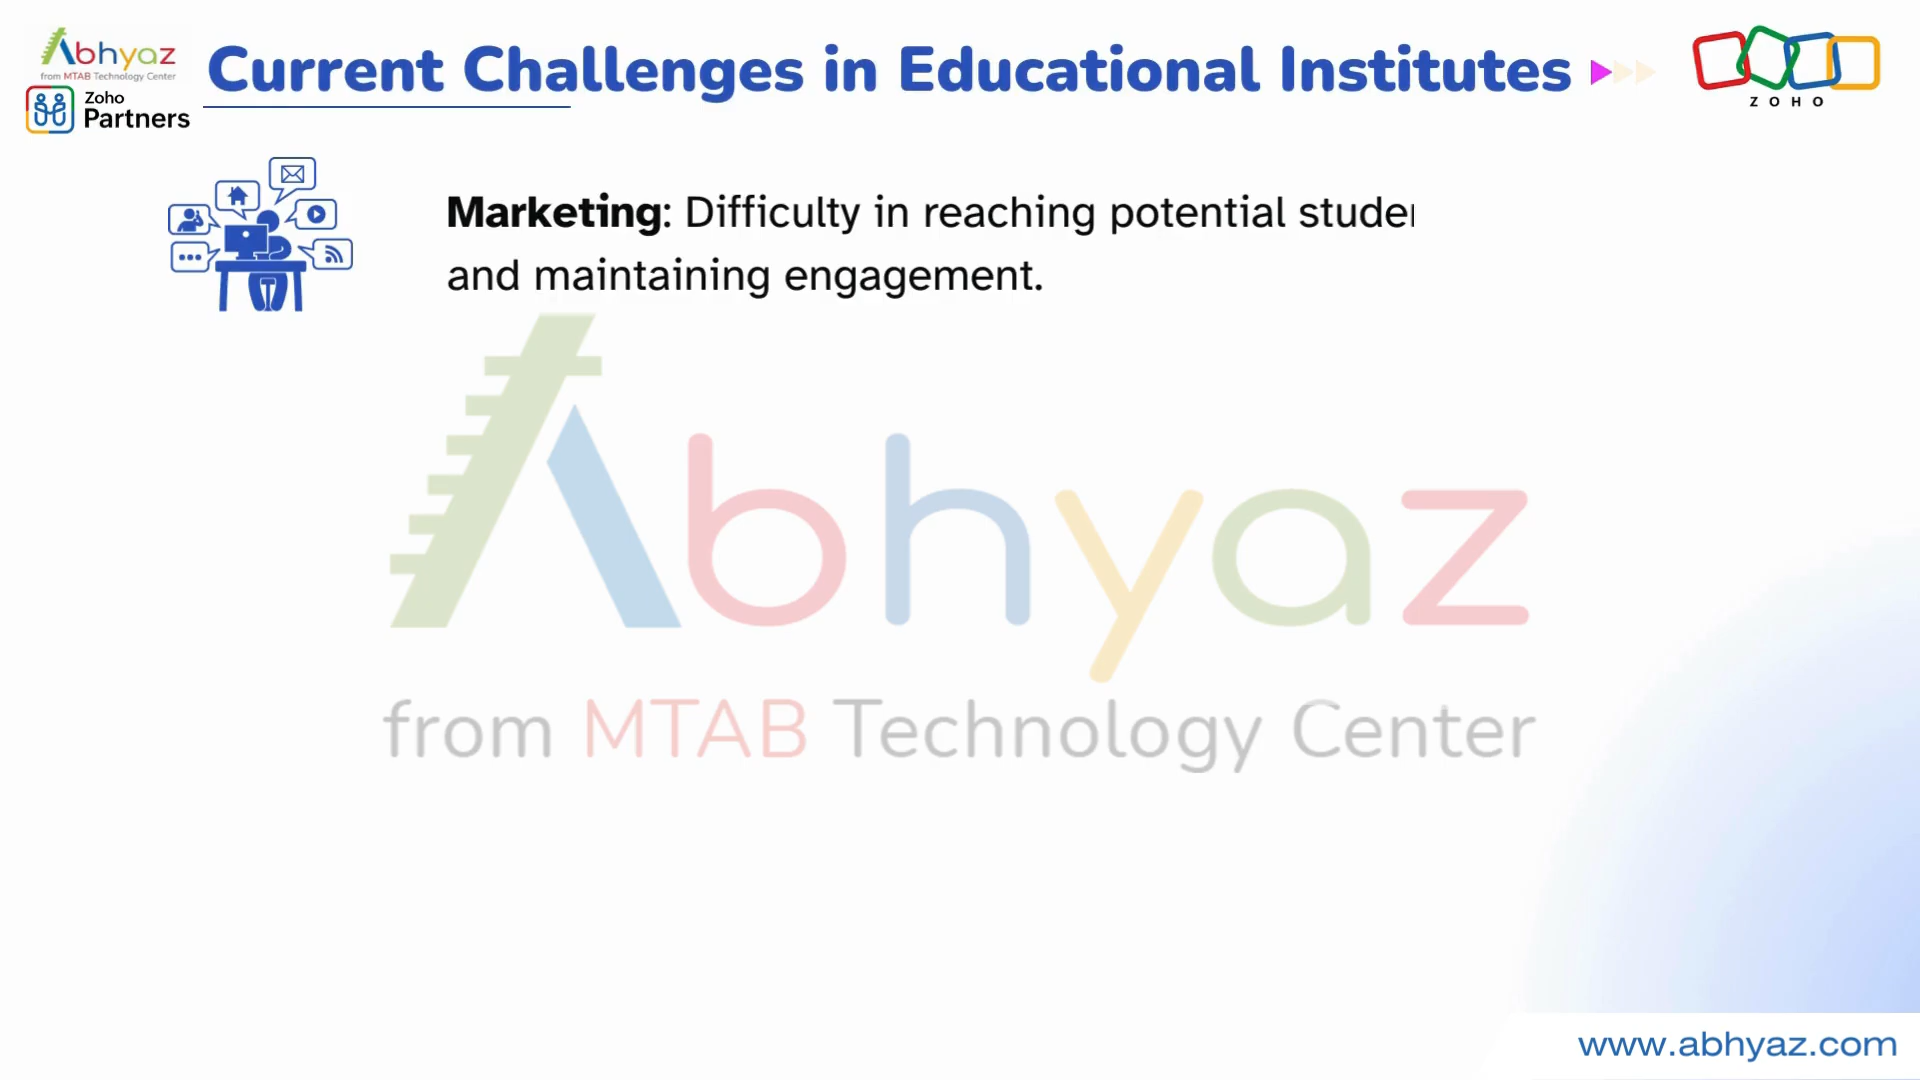 Abhyaz
from MTAB Technology Center
Zoho
Partners
Current Challenges in Educational Institutes
ZOHO
Marketing: Difficulty in reaching potential
and maintaining engagement.
Abhyaz
from MTAB Technology Center
www.abhyaz.com